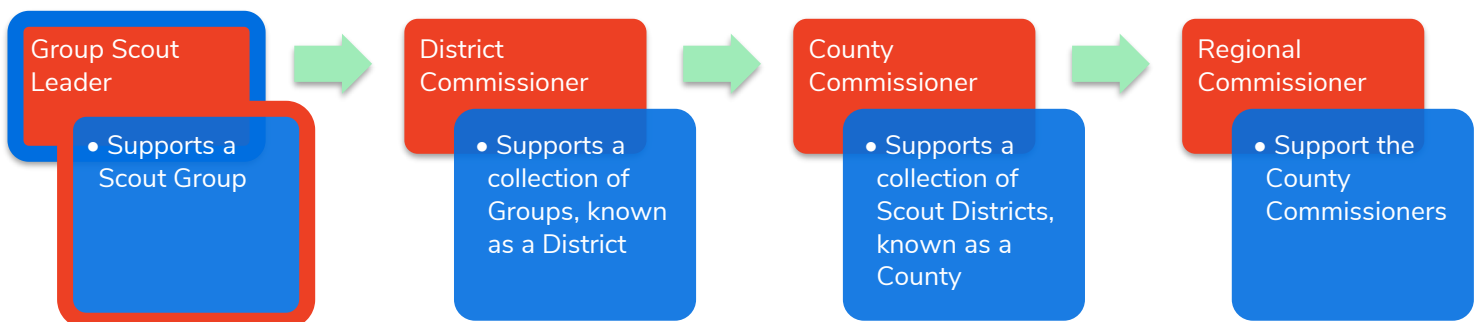 Group Scout
Leader
• Supports a
Scout Group
District
Commissioner
• Supports a
collection of
Groups, known
as a District
County
Commissioner
• Supports a
collection of
Scout Districts,
known as a
County
Regional
Commissioner
• Support the
County
Commissioners